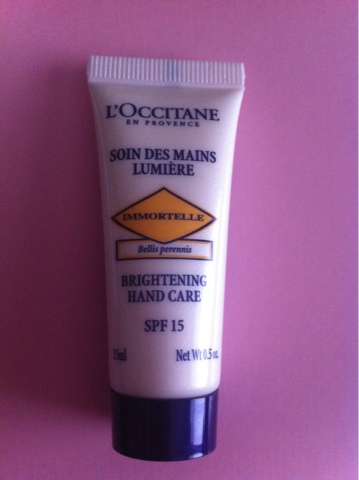 L'OCCITANE
EN PROVENCE
SOIN DES MAINS
LUMIÈRE
IMMORTELLE
Bellis perennis
BRIGHTENING
HAND CARE
SPF 15
15ml Net Wt 0.5 oz.